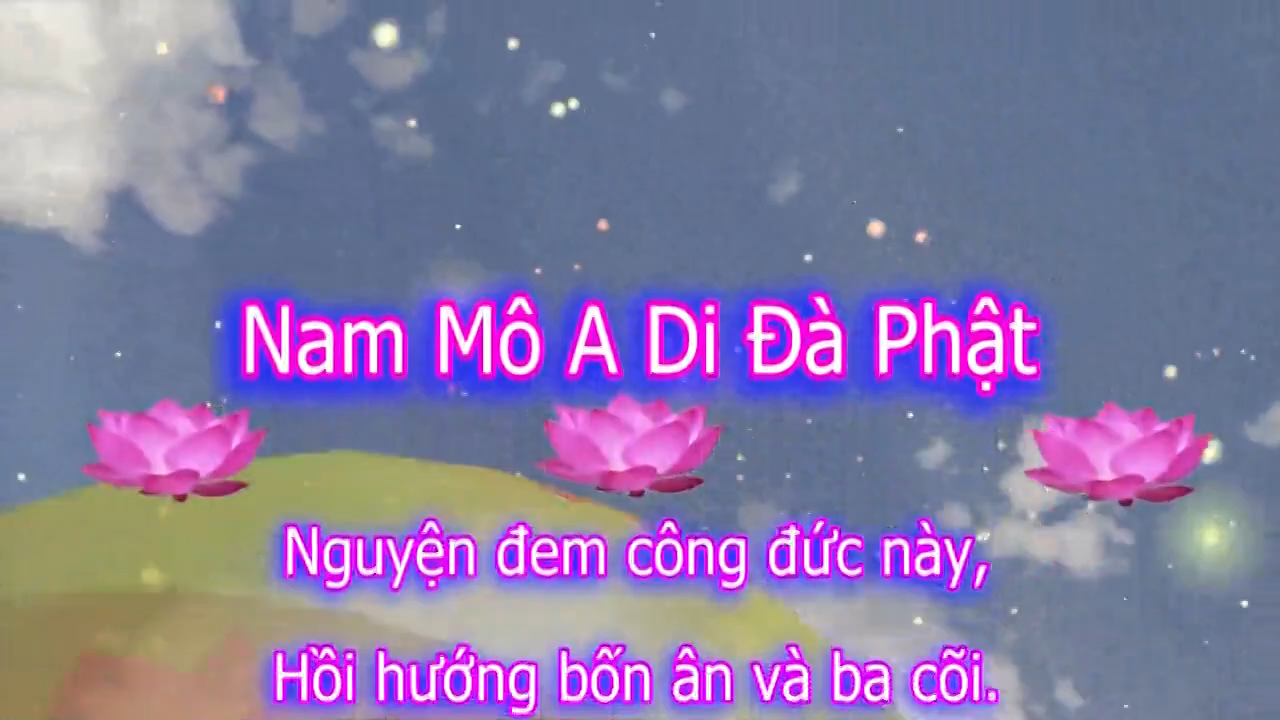 Nam Mô A Di Đà Phật
Nguyện đem công đức này,
Hồi hướng bốn ân và ba cõi.